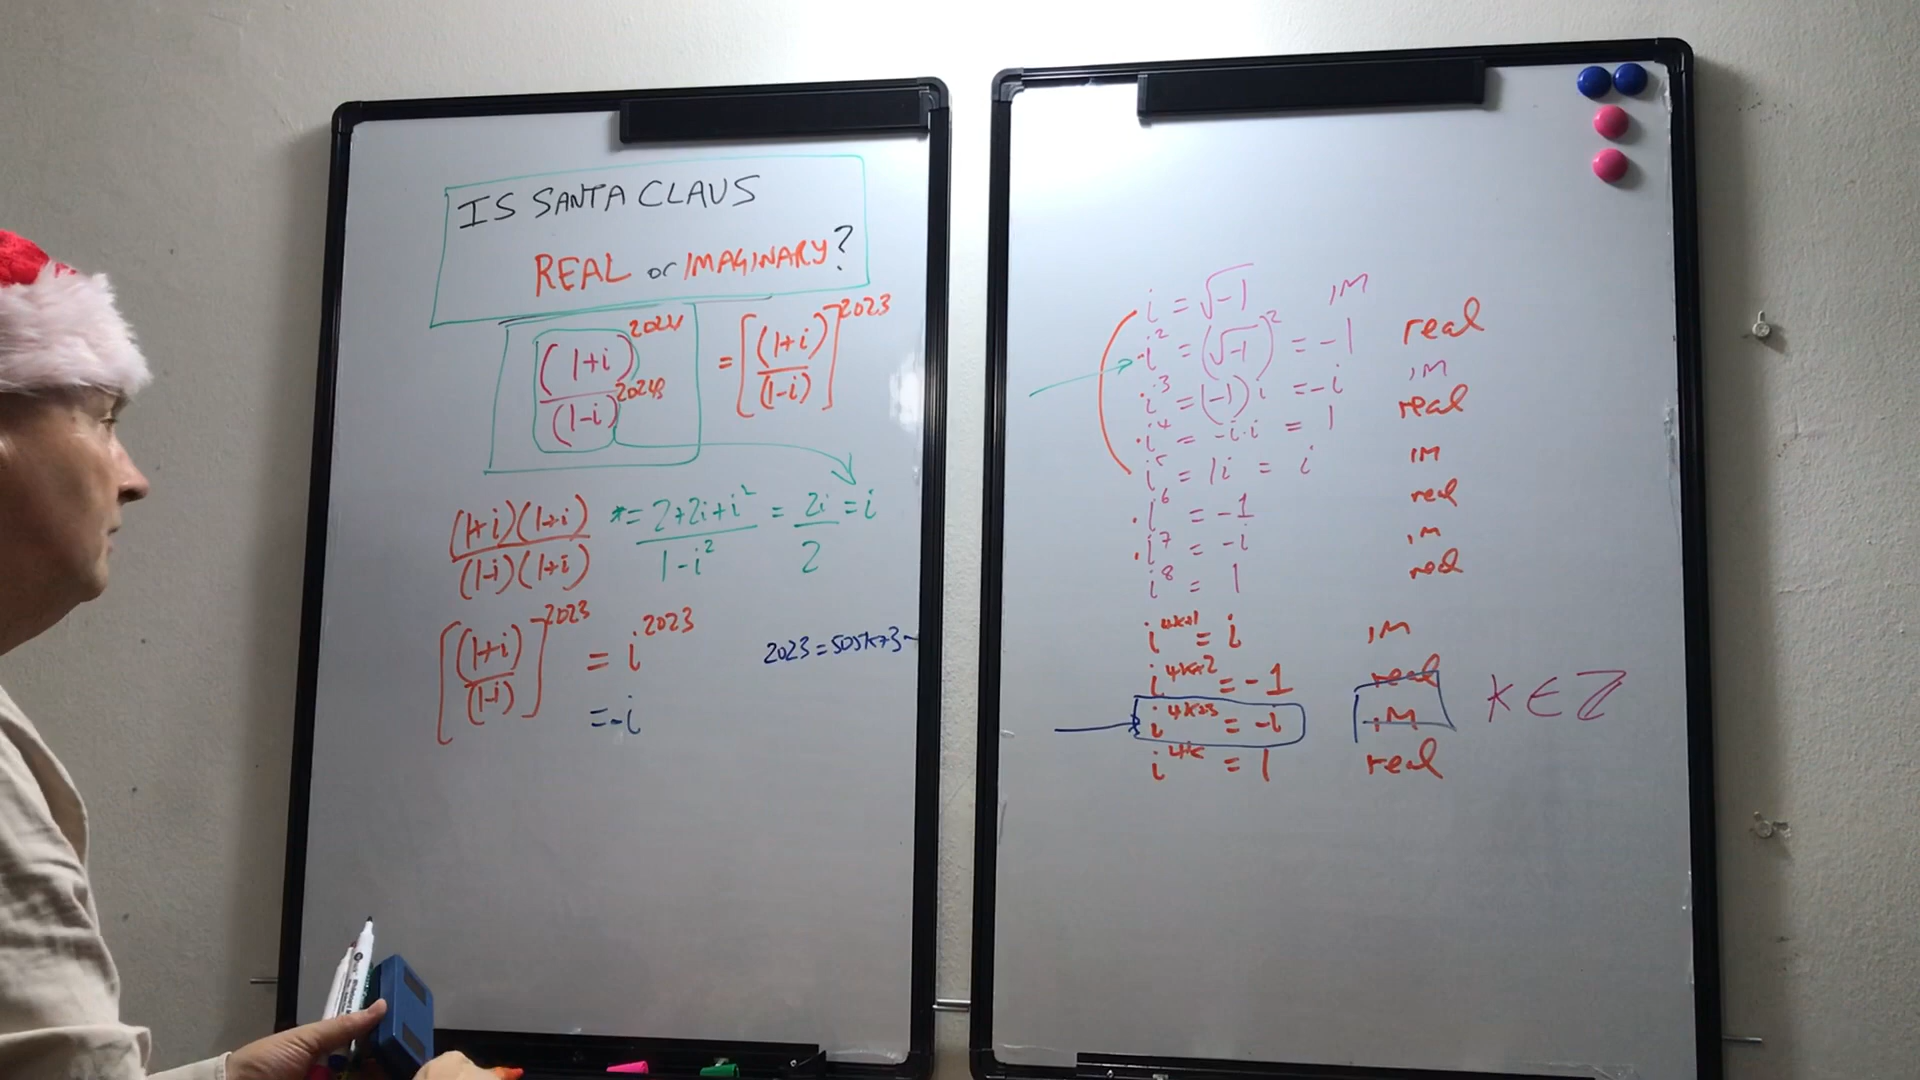 IS SANTA CLAUS
REAL or IMAGINARY?
(1+i)^2024 / (1-i)^2024 = [(1+i)/(1-i)]^2023
(1+i)(1+i) / (1-i)(1+i) *= 2+2i+i^2 / 1-i^2 = 2i/2 = i
[(1+i)/(1-i)]^2023 = i^2023
2023=505x+3
=-i
i = √-1 IM
i^2 = (√-1)^2 = -1 real
i^3 = (-1)i = -i IM
i^4 = -i·i = 1 real
i^5 = 1i = i IM
i^6 = -1 real
i^7 = -i IM
i^8 = 1 real
i^4k+1 = i IM
i^4k+2 = -1 real
i^4k+3 = -i IM K ∈ ℤ
i^4k = 1 real